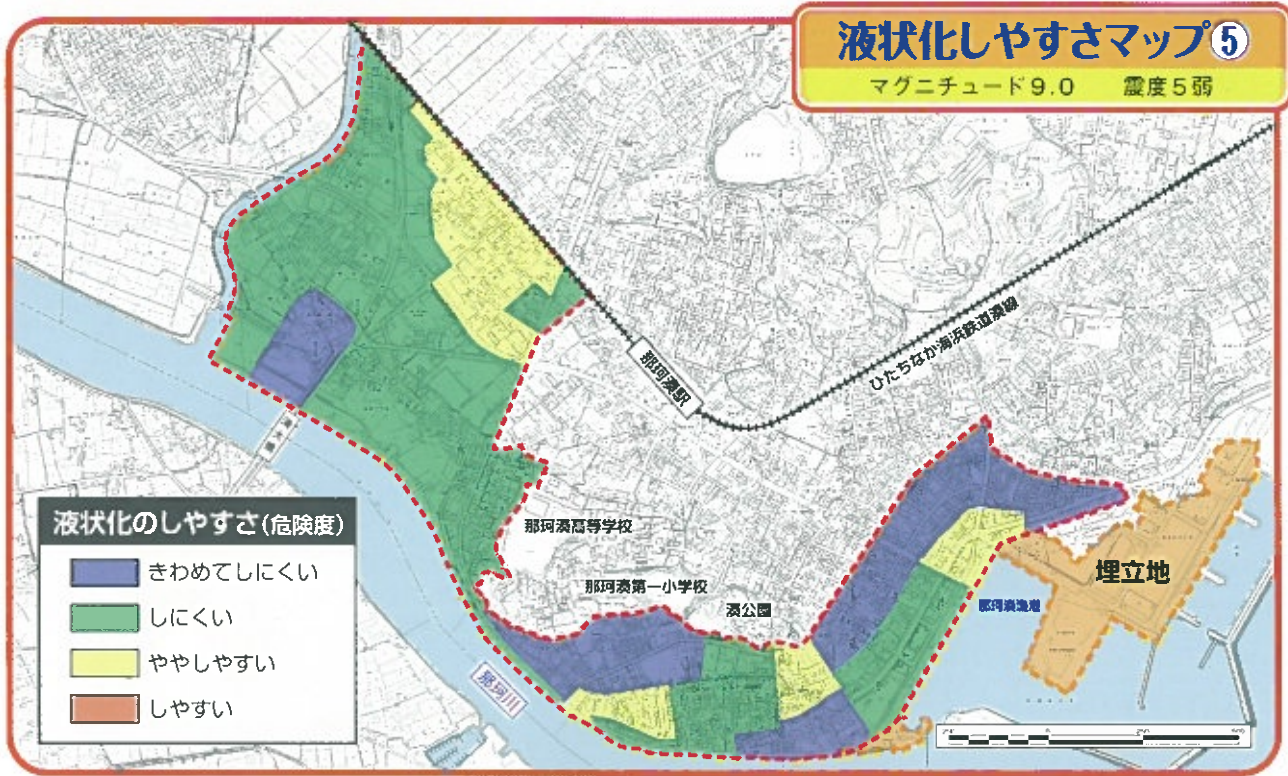 液状化しやすさマップ⑤
マグニチュード9.0 震度5弱
ひたちなか海浜鉄道湊線
那珂湊駅
液状化のしやすさ(危険度)
きわめてしにくい
しにくい
ややしやすい
しやすい
那珂湊高等学校
那珂湊第一小学校
湊公園
埋立地
那珂湊漁港
那珂川